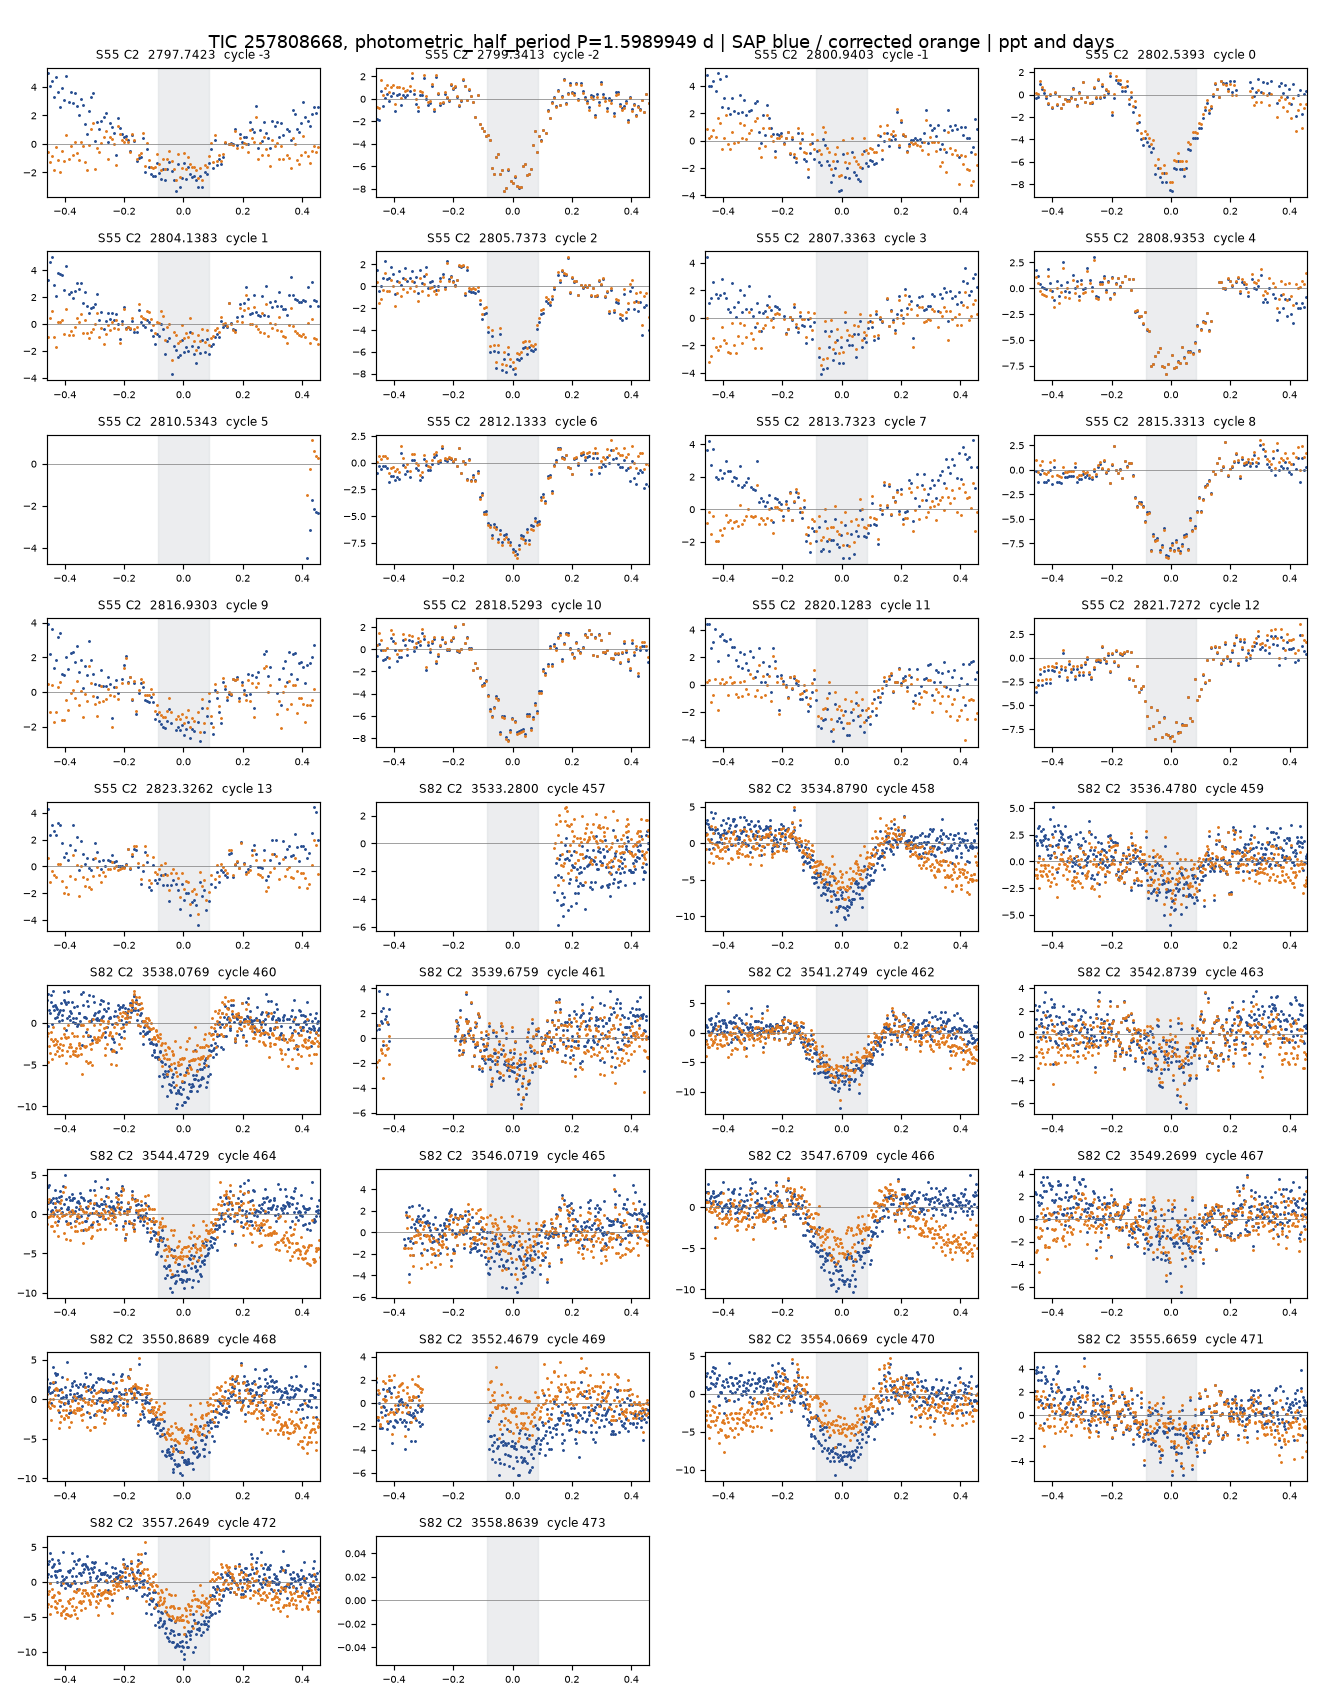 TIC 257808668, photometric_half_period P=1.5989949 d | SAP blue / corrected orange | ppt and days
S55 C2 2797.7423 cycle -3
S55 C2 2799.3413 cycle -2
S55 C2 2800.9403 cycle -1
S55 C2 2802.5393 cycle 0
S55 C2 2804.1383 cycle 1
S55 C2 2805.7373 cycle 2
S55 C2 2807.3363 cycle 3
S55 C2 2808.9353 cycle 4
S55 C2 2810.5343 cycle 5
S55 C2 2812.1333 cycle 6
S55 C2 2813.7323 cycle 7
S55 C2 2815.3313 cycle 8
S55 C2 2816.9303 cycle 9
S55 C2 2818.5293 cycle 10
S55 C2 2820.1283 cycle 11
S55 C2 2821.7272 cycle 12
S55 C2 2823.3262 cycle 13
S82 C2 3533.2800 cycle 457
S82 C2 3534.8790 cycle 458
S82 C2 3536.4780 cycle 459
S82 C2 3538.0769 cycle 460
S82 C2 3539.6759 cycle 461
S82 C2 3541.2749 cycle 462
S82 C2 3542.8739 cycle 463
S82 C2 3544.4729 cycle 464
S82 C2 3546.0719 cycle 465
S82 C2 3547.6709 cycle 466
S82 C2 3549.2699 cycle 467
S82 C2 3550.8689 cycle 468
S82 C2 3552.4679 cycle 469
S82 C2 3554.0669 cycle 470
S82 C2 3555.6659 cycle 471
S82 C2 3557.2649 cycle 472
S82 C2 3558.8639 cycle 473